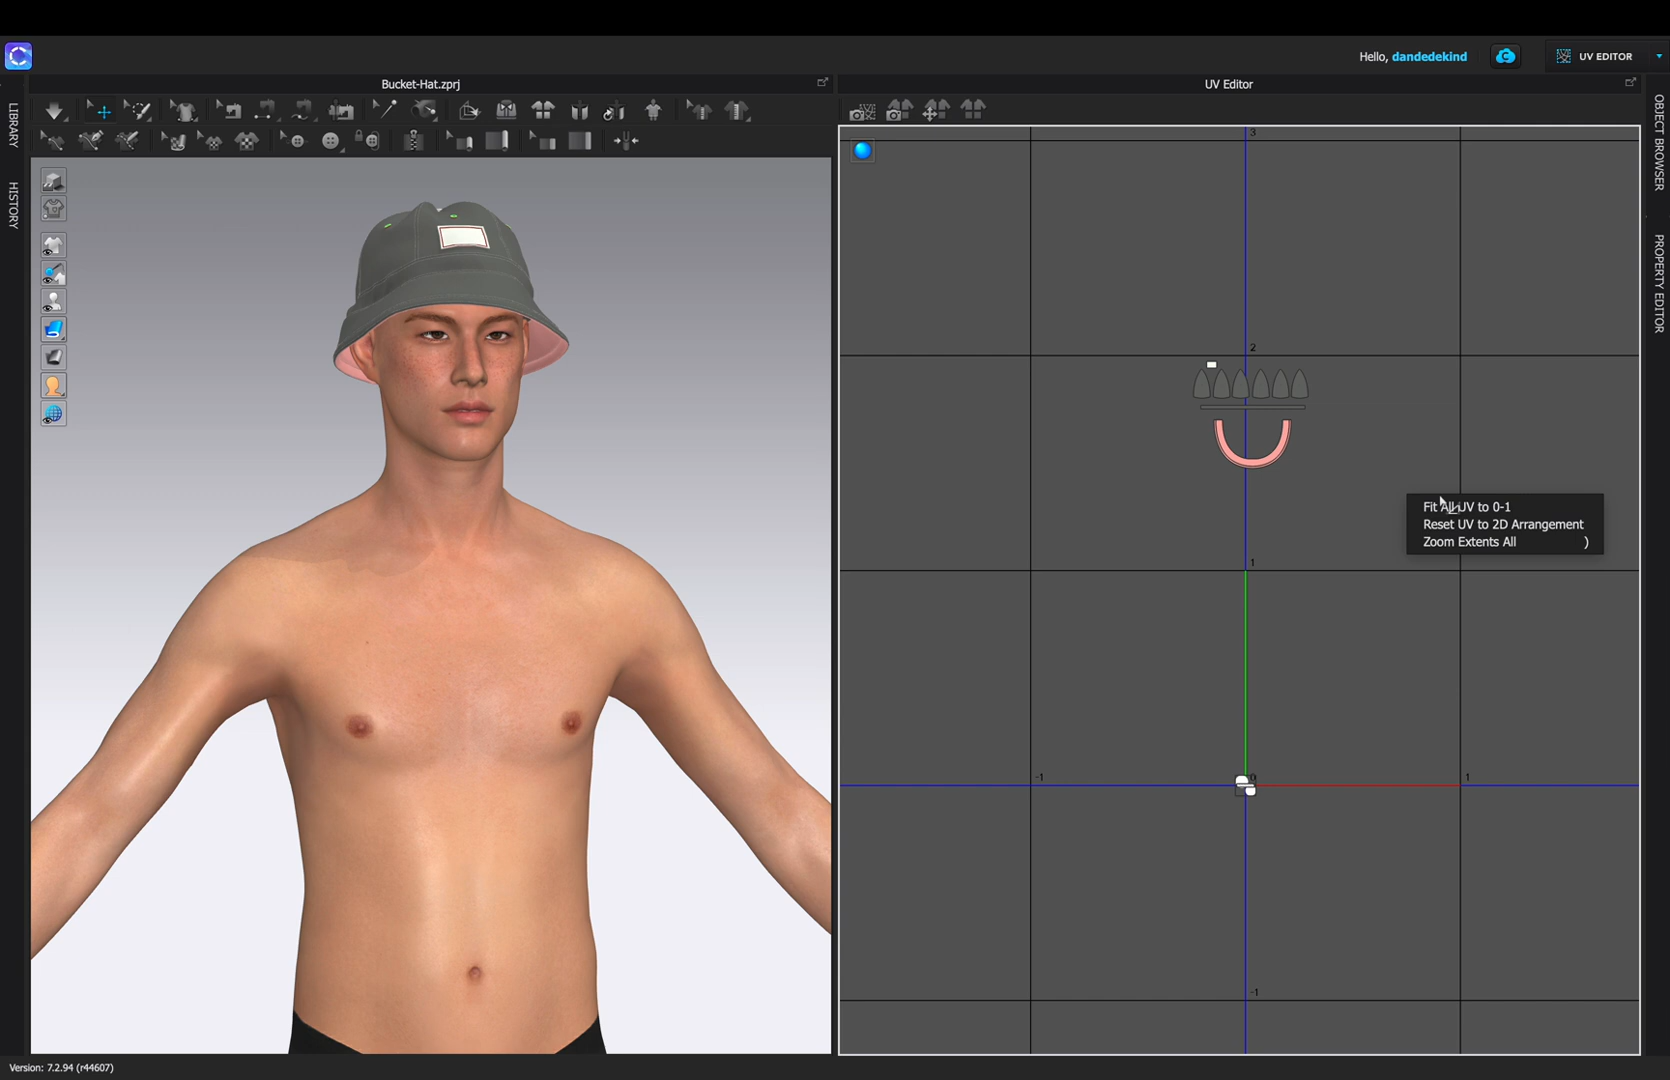 Hello, dandedekind
UV EDITOR
Bucket-Hat.zprj
UV Editor
LIBRARY
HISTORY
OBJECT BROWSER
PROPERTY EDITOR
3
2
1
-1
0
1
-1
Fit All UV to 0-1
Reset UV to 2D Arrangement
Zoom Extents All )
Version: 7.2.94 (r44607)